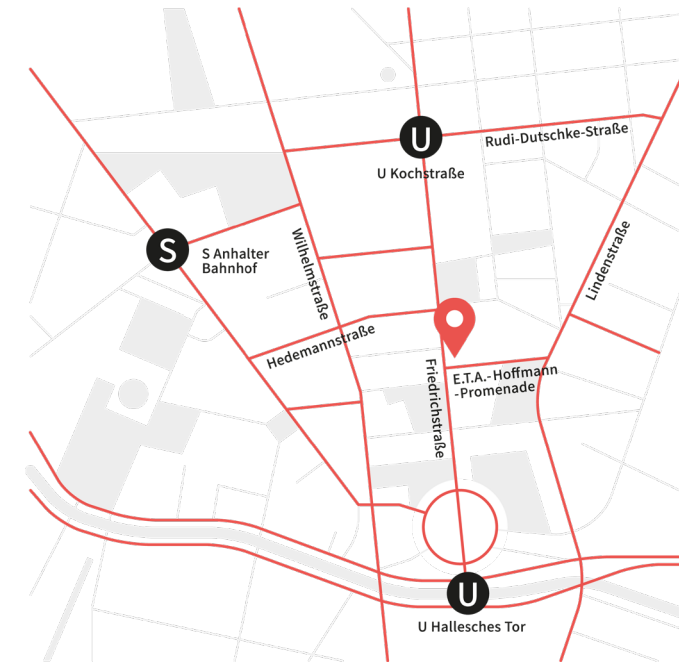 U
Rudi-Dutschke-Straße
U Kochstraße
S
S Anhalter
Bahnhof
Wilhelmstraße
Lindenstraße
Hedemannstraße
Friedrichstraße
E.T.A.-Hoffmann
-Promenade
U
U Hallesches Tor